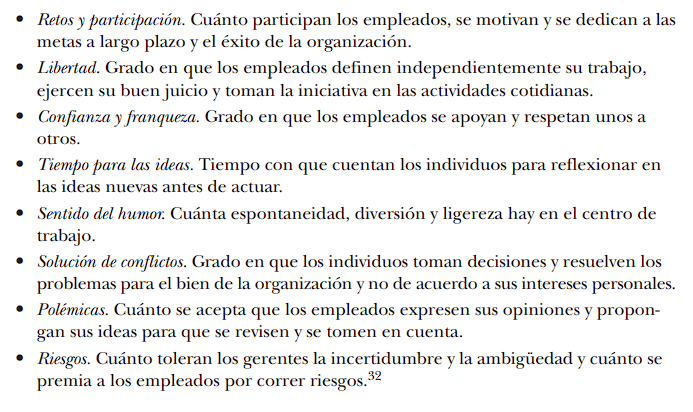 • Retos y participación. Cuánto participan los empleados, se motivan y se dedican a las
metas a largo plazo y el éxito de la organización.
• Libertad. Grado en que los empleados definen independientemente su trabajo,
ejercen su buen juicio y toman la iniciativa en las actividades cotidianas.
• Confianza y franqueza. Grado en que los empleados se apoyan y respetan unos a
otros.
• Tiempo para las ideas. Tiempo con que cuentan los individuos para reflexionar en
las ideas nuevas antes de actuar.
• Sentido del humor. Cuánta espontaneidad, diversión y ligereza hay en el centro de
trabajo.
• Solución de conflictos. Grado en que los individuos toman decisiones y resuelven los
problemas para el bien de la organización y no de acuerdo a sus intereses personales.
• Polémicas. Cuánto se acepta que los empleados expresen sus opiniones y propon-
gan sus ideas para que se revisen y se tomen en cuenta.
• Riesgos. Cuánto toleran los gerentes la incertidumbre y la ambigüedad y cuánto se
premia a los empleados por correr riesgos.32